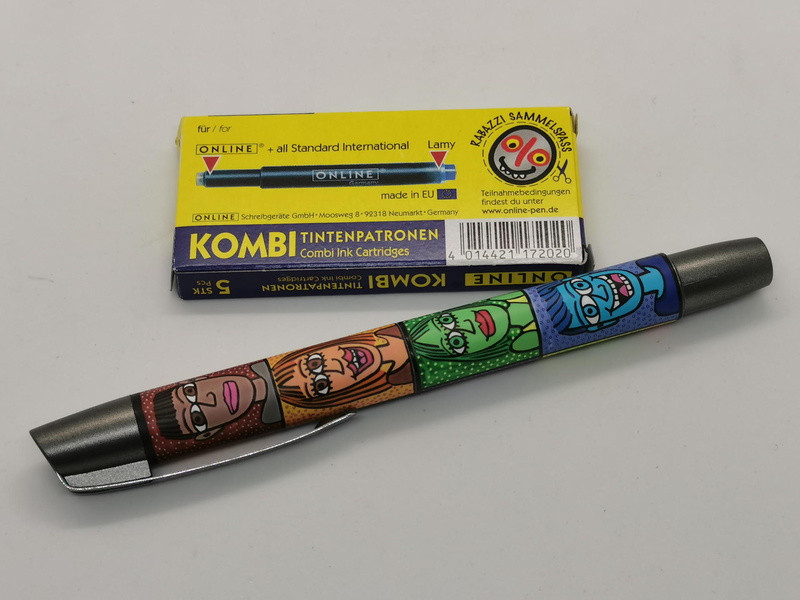 für / for
ONLINE® + all Standard International
Lamy
ONLINE®
Germany
made in EU
ONLINE Schreibgeräte GmbH · Moosweg 8 · 92318 Neumarkt · Germany
KOMBI TINTENPATRONEN
Combi Ink Cartridges
RABAZZI SAMMELSPASS
Teilnahmebedingungen
findest du unter
www.online-pen.de
4 014421 172020
ONLINE
KOMBI TINTENPATRONEN
Combi Ink Cartridges
5 STK
Pcs